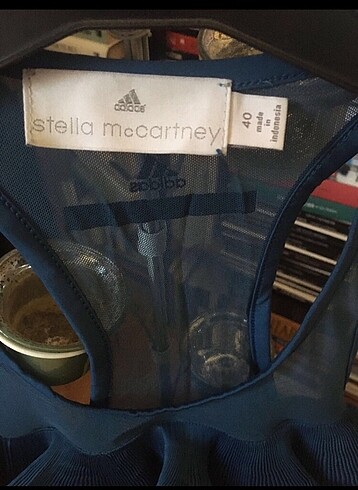 adidas
stella mccartney
40
made
in
indonesia
adidas